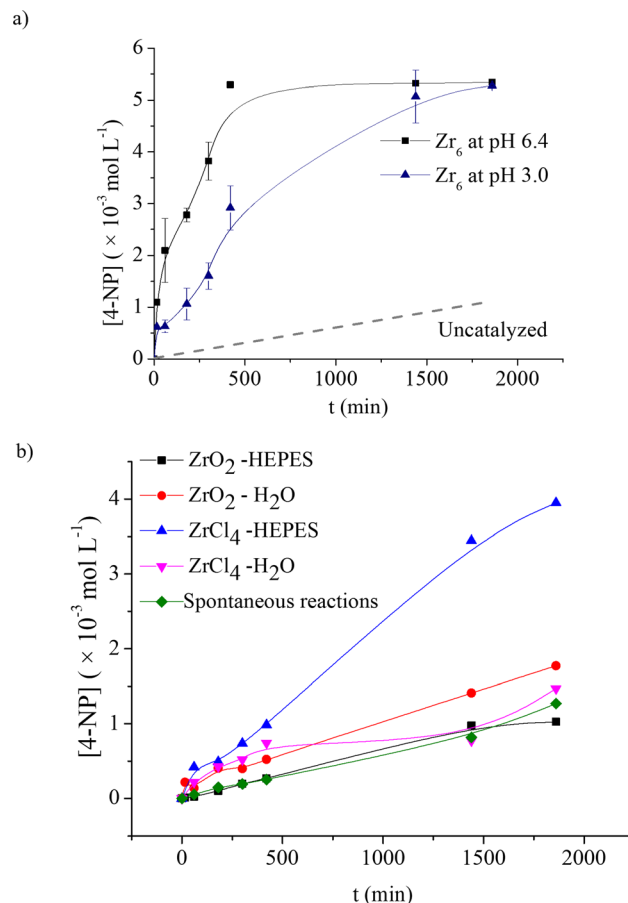 a)
[4-NP] ( × 10⁻³ mol L⁻¹)
6
5
4
3
2
1
0
Zr₆ at pH 6.4
Zr₆ at pH 3.0
Uncatalyzed
0 500 1000 1500 2000
t (min)
b)
[4-NP] ( × 10⁻³ mol L⁻¹)
4
3
2
1
0
ZrO₂ -HEPES
ZrO₂ - H₂O
ZrCl₄ -HEPES
ZrCl₄ -H₂O
Spontaneous reactions
0 500 1000 1500 2000
t (min)